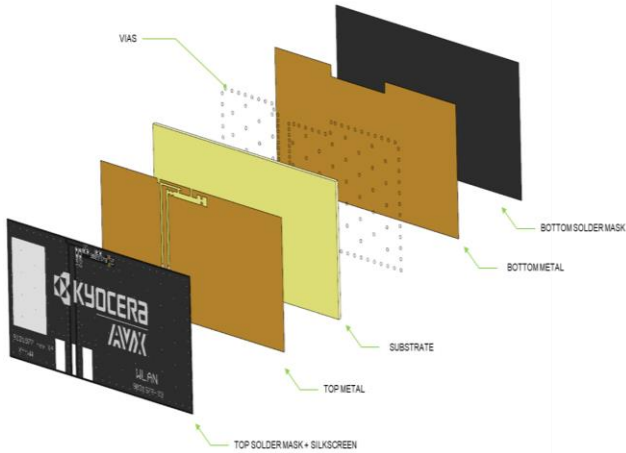 VIAS
BOTTOM SOLDER MASK
BOTTOM METAL
SUBSTRATE
TOP METAL
TOP SOLDER MASK + SILKSCREEN
KYOCERA
AVX
WLAN